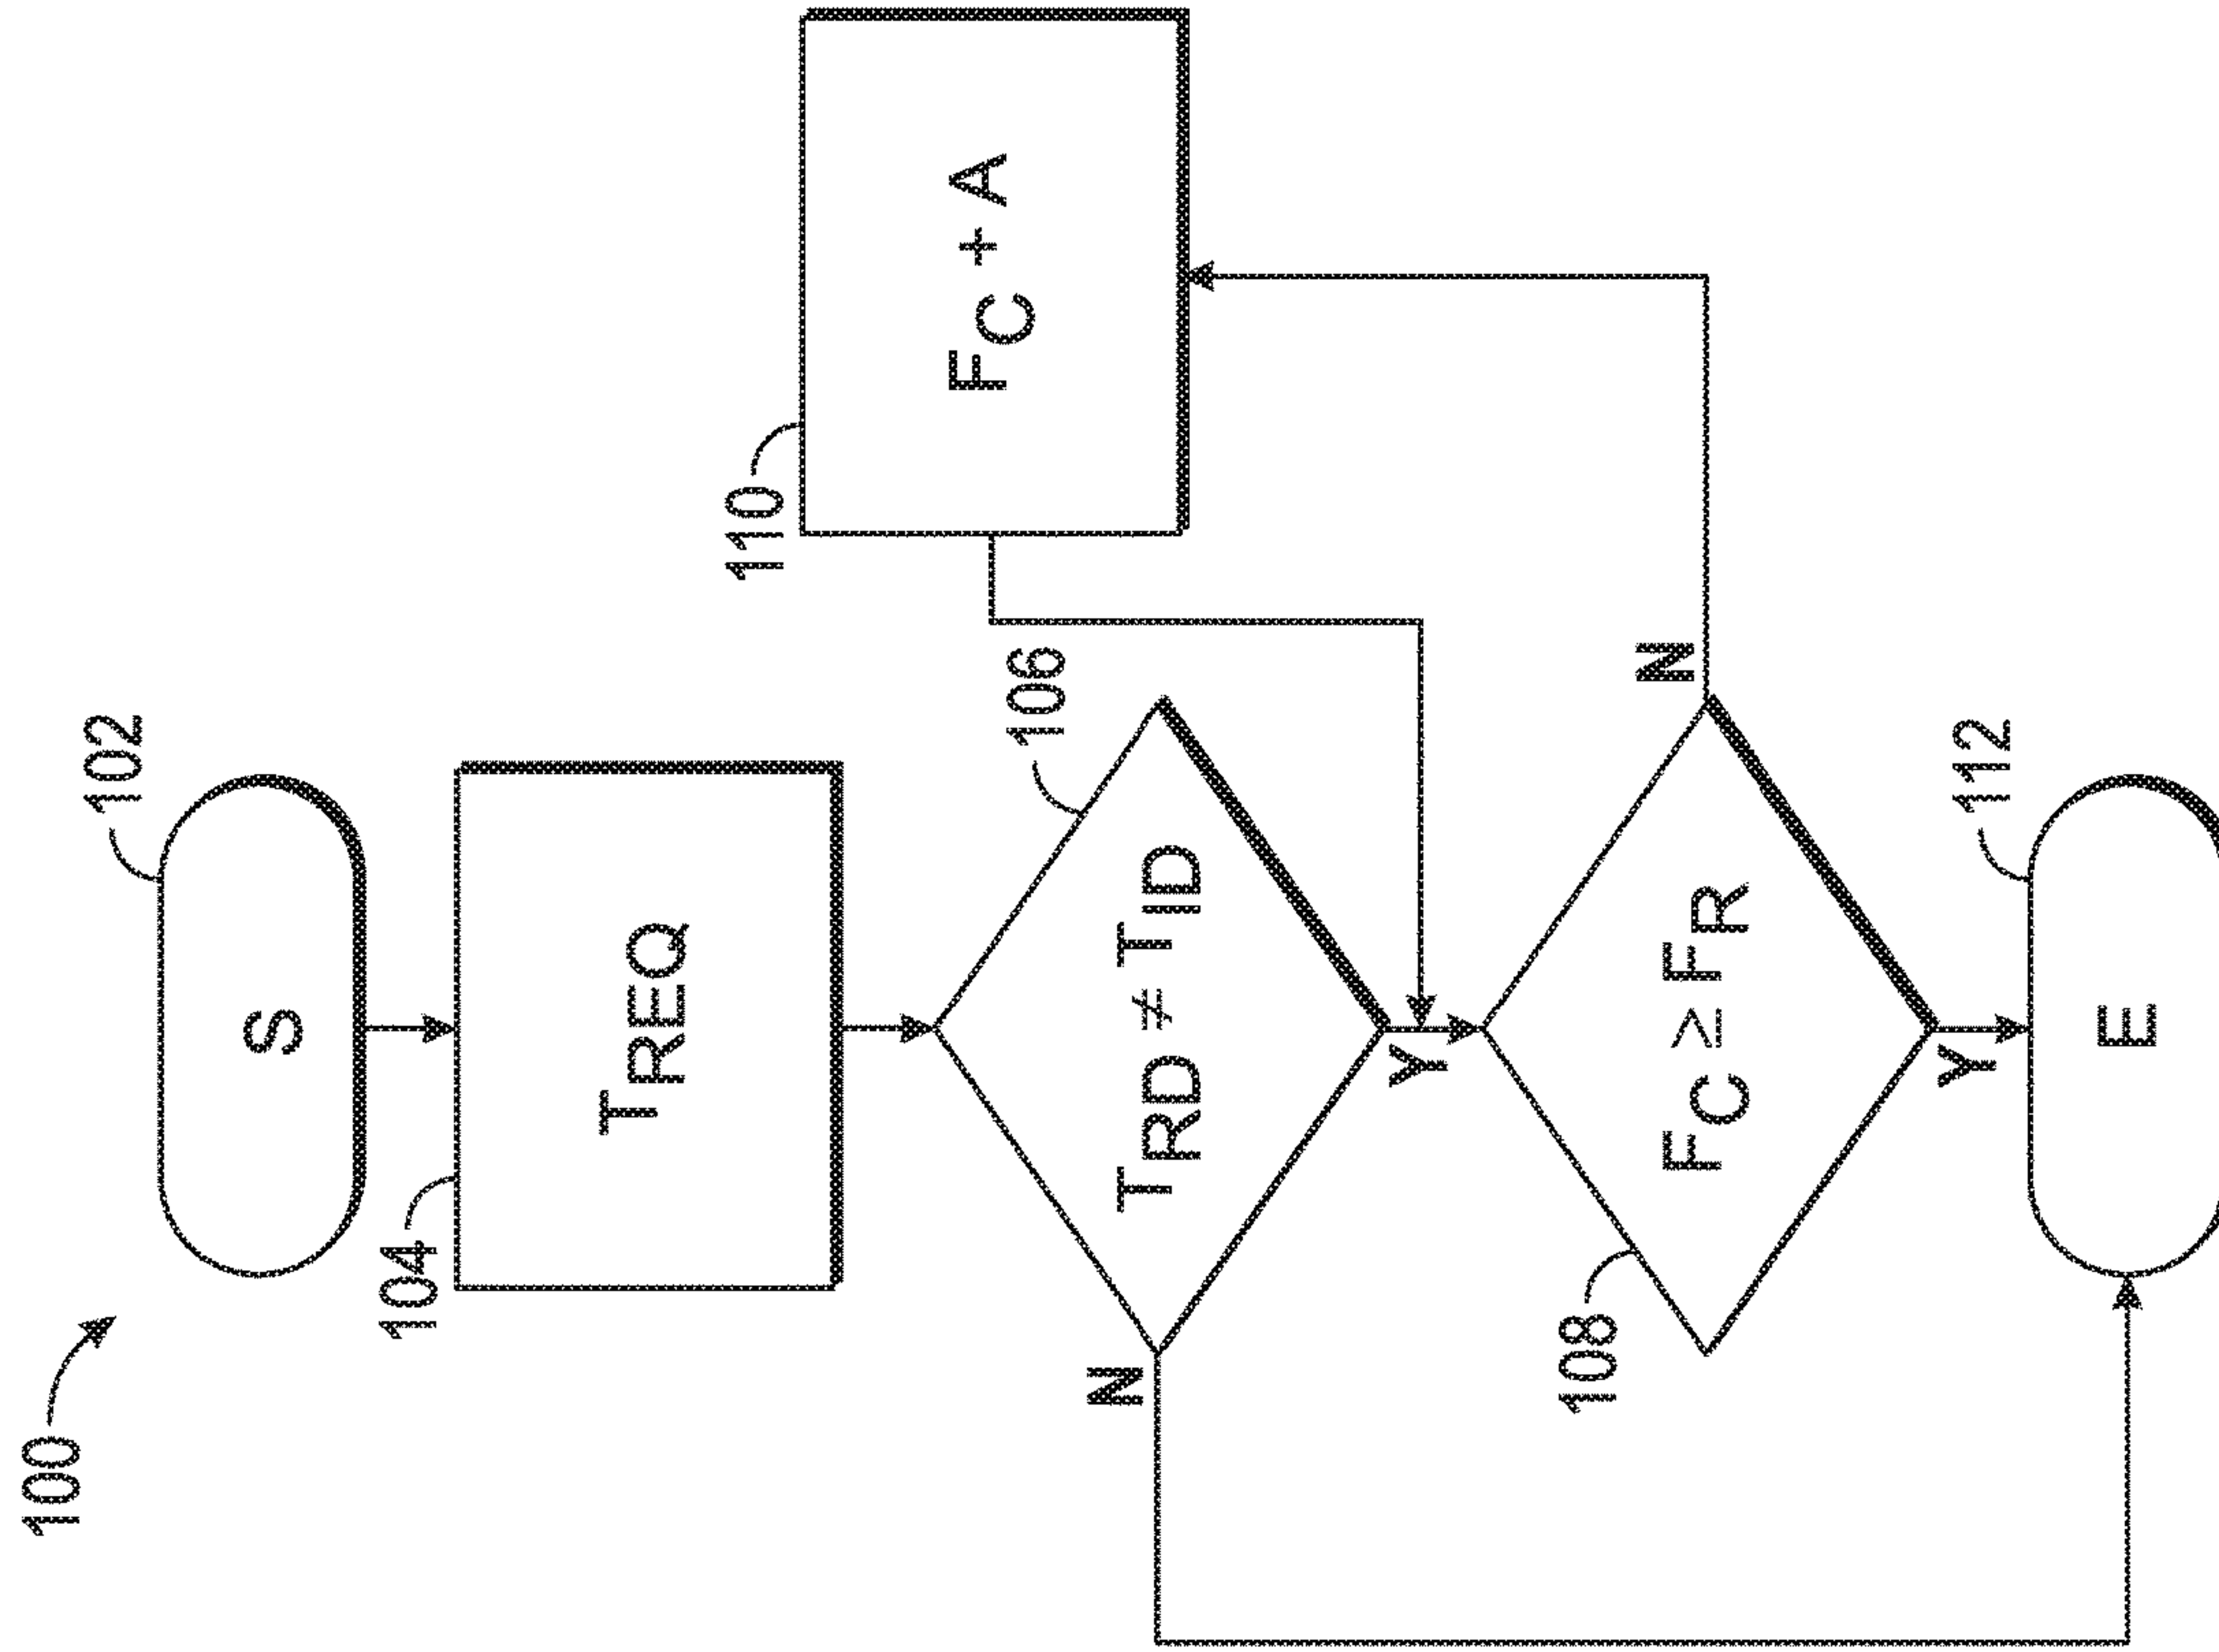 100
102
S
104
TREQ
106
TRD ≠ TID
N
Y
108
FC ≥ FR
N
Y
110
FC + A
112
E